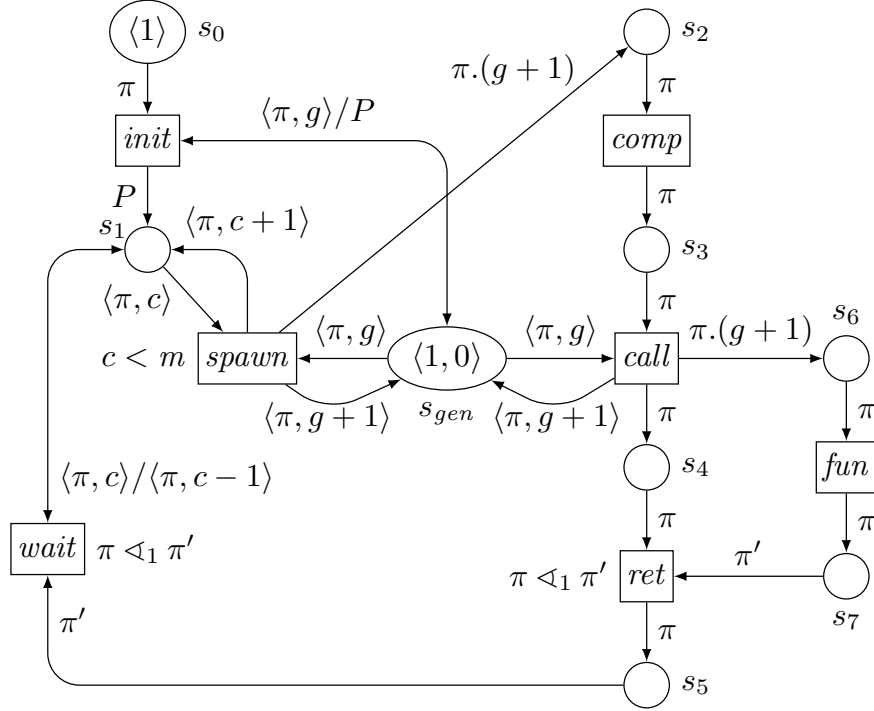 ⟨1⟩ s₀ s₂
π π.(g + 1) π
⟨π, g⟩/P
init comp
P π
s₁ ⟨π, c + 1⟩ s₃
⟨π, c⟩ π s₆
⟨π, g⟩ ⟨π, g⟩ π.(g + 1)
c < m spawn ⟨1, 0⟩ call
⟨π, g + 1⟩ s_gen ⟨π, g + 1⟩ π π
s₄ fun
⟨π, c⟩/⟨π, c − 1⟩
π π
wait π ⋖₁ π′ π ⋖₁ π′ ret π′
π′ π s₇
s₅